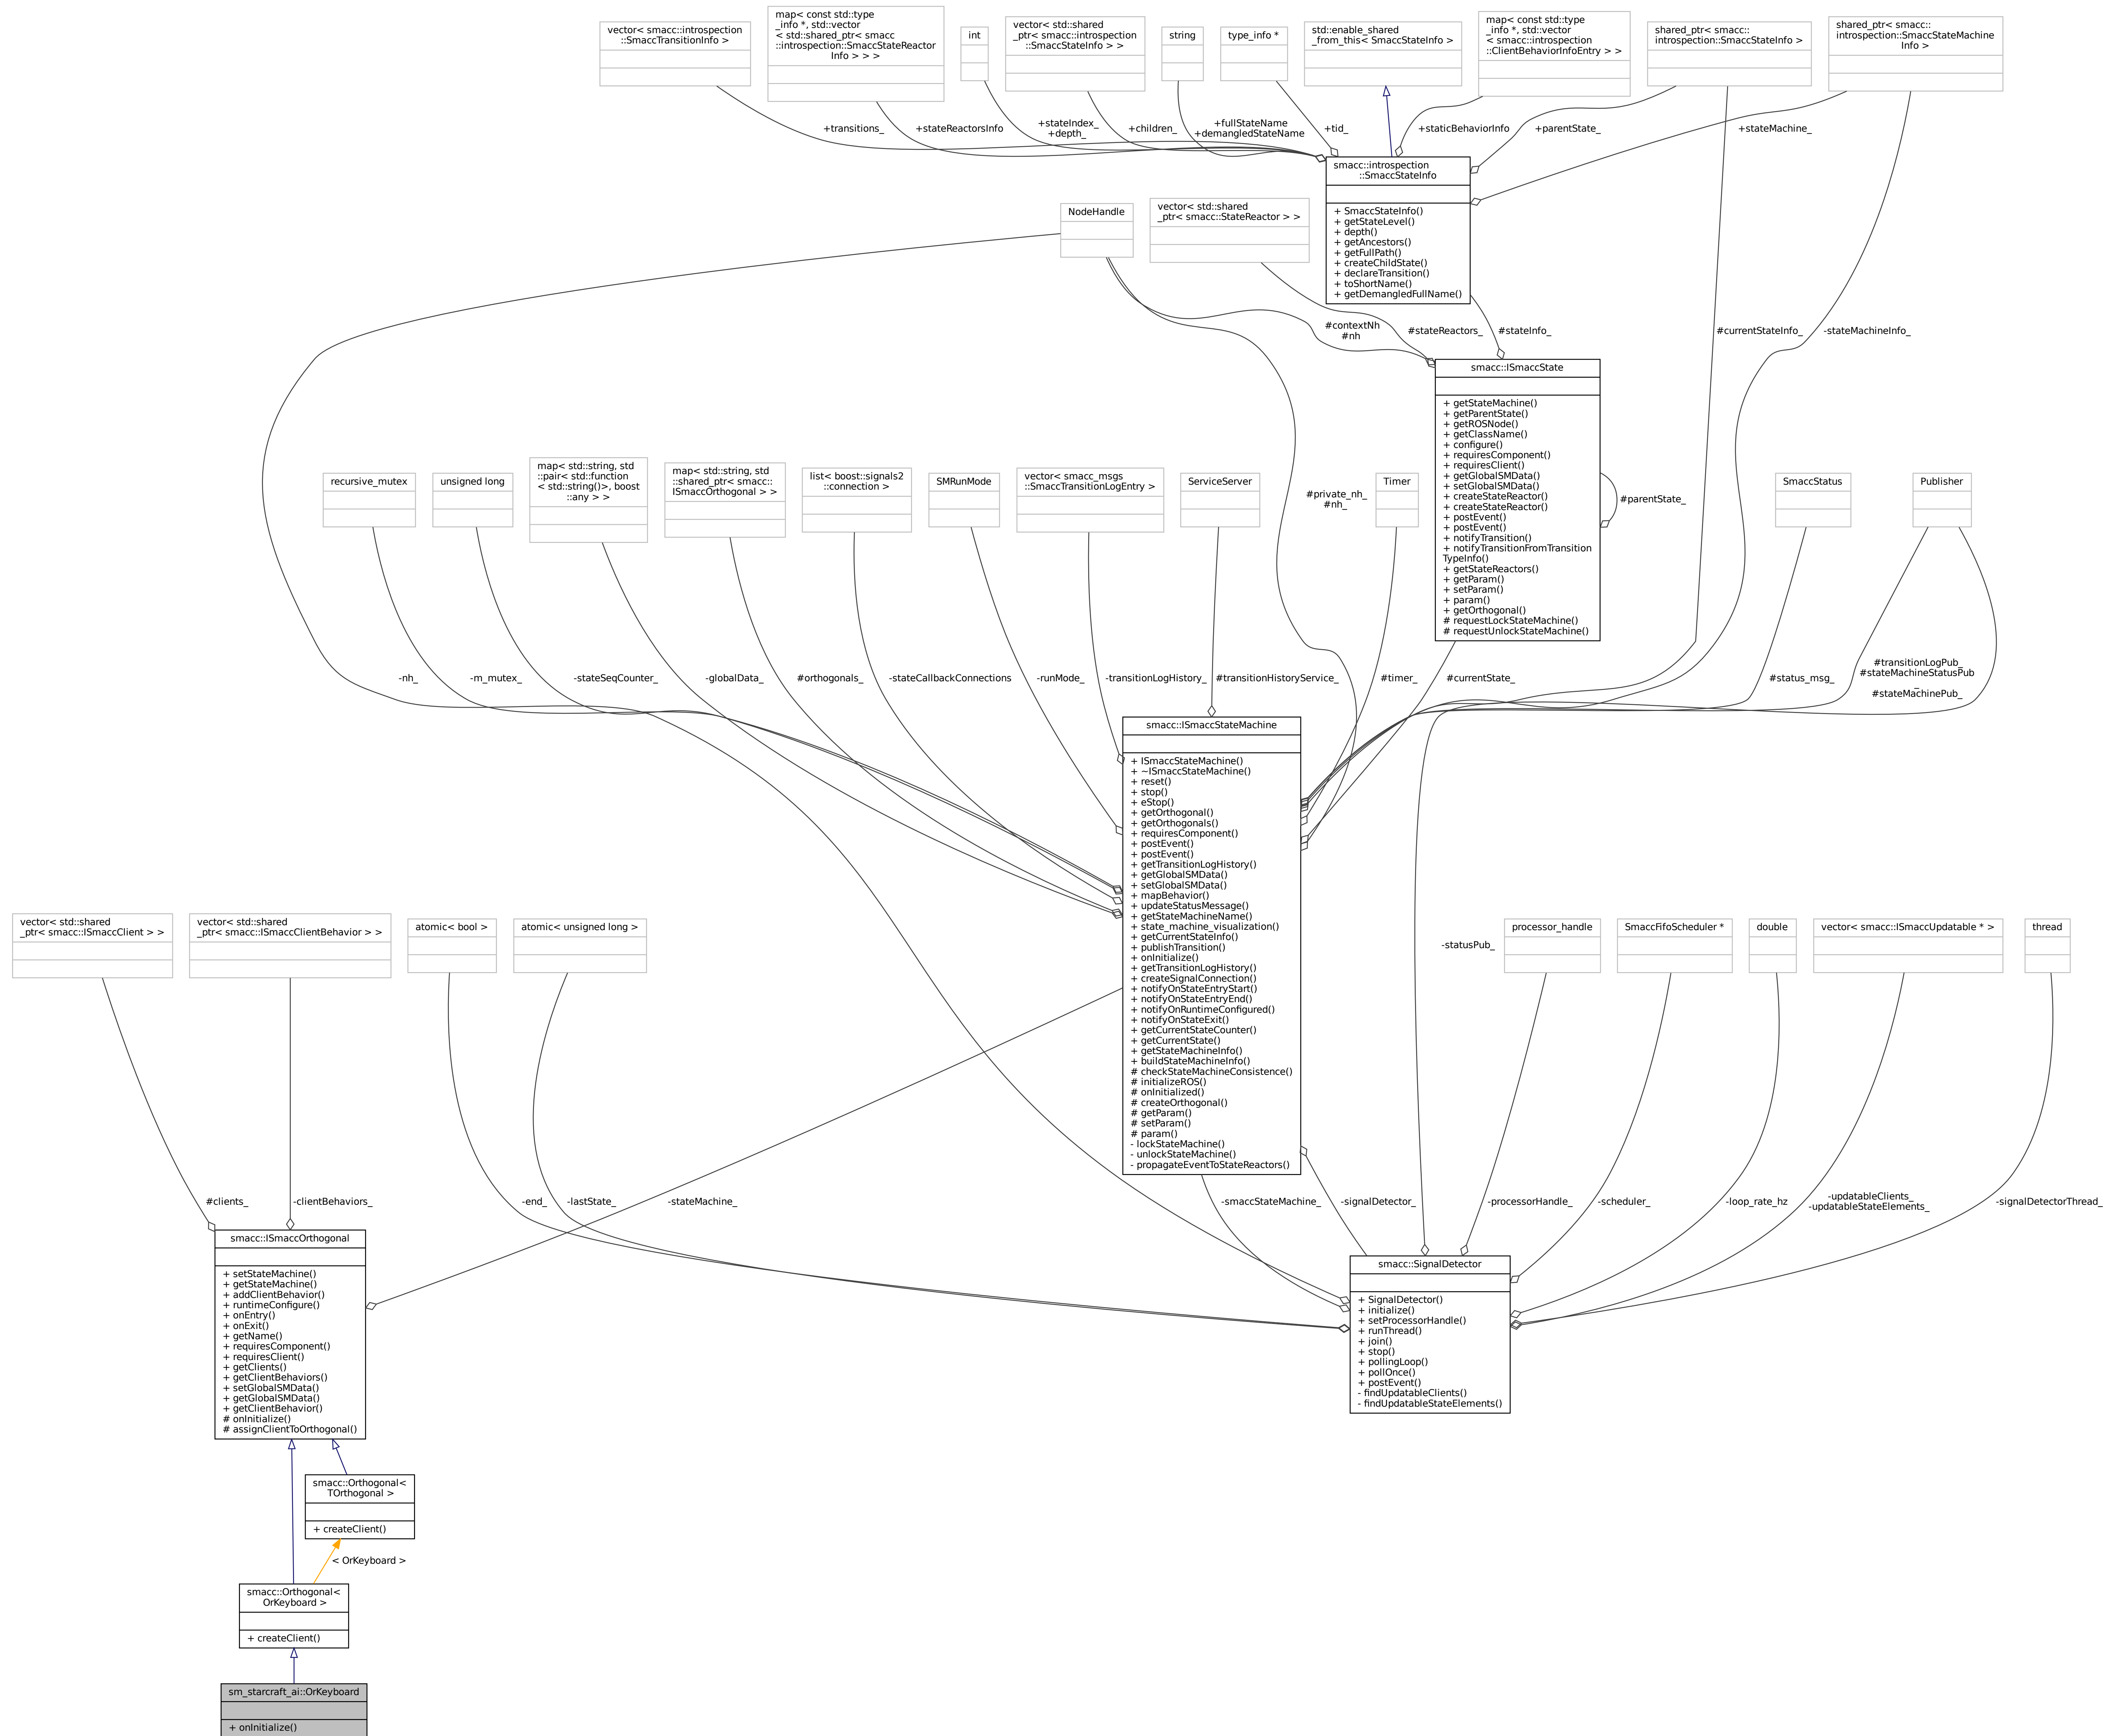 vector< smacc::introspection
::SmaccTransitionInfo >
map< const std::type
_info *, std::vector
< std::shared_ptr< smacc
::introspection::SmaccStateReactor
Info > > >
int
vector< std::shared
_ptr< smacc::introspection
::SmaccStateInfo > >
string
type_info *
std::enable_shared
_from_this< SmaccStateInfo >
map< const std::type
_info *, std::vector
< smacc::introspection
::ClientBehaviorInfoEntry > >
shared_ptr< smacc::
introspection::SmaccStateInfo >
shared_ptr< smacc::
introspection::SmaccStateMachine
Info >
+transitions_
+stateReactorsInfo
+stateIndex_
+depth_
+children_
+fullStateName
+demangledStateName
+tid_
+staticBehaviorInfo
+parentState_
+stateMachine_
smacc::introspection
::SmaccStateInfo
+ SmaccStateInfo()
+ getStateLevel()
+ depth()
+ getAncestors()
+ getFullPath()
+ createChildState()
+ declareTransition()
+ toShortName()
+ getDemangledFullName()
NodeHandle
vector< std::shared
_ptr< smacc::StateReactor > >
#contextNh
#nh
#stateReactors_
#stateInfo_
#currentStateInfo_
-stateMachineInfo_
smacc::ISmaccState
+ getStateMachine()
+ getParentState()
+ getROSNode()
+ getClassName()
+ configure()
+ requiresComponent()
+ requiresClient()
+ getGlobalSMData()
+ setGlobalSMData()
+ createStateReactor()
+ createStateReactor()
+ postEvent()
+ postEvent()
+ notifyTransition()
+ notifyTransitionFromTransition
TypeInfo()
+ getStateReactors()
+ getParam()
+ setParam()
+ param()
+ getOrthogonal()
# requestLockStateMachine()
# requestUnlockStateMachine()
#parentState_
recursive_mutex
unsigned long
map< std::string, std
::pair< std::function
< std::string()>, boost
::any > >
map< std::string, std
::shared_ptr< smacc::
ISmaccOrthogonal > >
list< boost::signals2
::connection >
SMRunMode
vector< smacc_msgs
::SmaccTransitionLogEntry >
ServiceServer
#private_nh_
#nh_
Timer
SmaccStatus
Publisher
-nh_
-m_mutex_
-stateSeqCounter_
-globalData_
#orthogonals_
-stateCallbackConnections
-runMode_
-transitionLogHistory_
#transitionHistoryService_
#timer_
#currentState_
#status_msg_
#transitionLogPub_
#stateMachineStatusPub
_
#stateMachinePub_
smacc::ISmaccStateMachine
+ ISmaccStateMachine()
+ ~ISmaccStateMachine()
+ reset()
+ stop()
+ eStop()
+ getOrthogonal()
+ getOrthogonals()
+ requiresComponent()
+ postEvent()
+ postEvent()
+ getTransitionLogHistory()
+ getGlobalSMData()
+ setGlobalSMData()
+ mapBehavior()
+ updateStatusMessage()
+ getStateMachineName()
+ state_machine_visualization()
+ getCurrentStateInfo()
+ publishTransition()
+ onInitialize()
+ getTransitionLogHistory()
+ createSignalConnection()
+ notifyOnStateEntryStart()
+ notifyOnStateEntryEnd()
+ notifyOnRuntimeConfigured()
+ notifyOnStateExit()
+ getCurrentStateCounter()
+ getCurrentState()
+ getStateMachineInfo()
+ buildStateMachineInfo()
# checkStateMachineConsistence()
# initializeROS()
# onInitialized()
# createOrthogonal()
# getParam()
# setParam()
# param()
- lockStateMachine()
- unlockStateMachine()
- propagateEventToStateReactors()
vector< std::shared
_ptr< smacc::ISmaccClient > >
vector< std::shared
_ptr< smacc::ISmaccClientBehavior > >
atomic< bool >
atomic< unsigned long >
-statusPub_
processor_handle
SmaccFifoScheduler *
double
vector< smacc::ISmaccUpdatable * >
thread
#clients_
-clientBehaviors_
-end_
-lastState_
-stateMachine_
-smaccStateMachine_
-signalDetector_
-processorHandle_
-scheduler_
-loop_rate_hz
-updatableClients_
-updatableStateElements_
-signalDetectorThread_
smacc::ISmaccOrthogonal
+ setStateMachine()
+ getStateMachine()
+ addClientBehavior()
+ runtimeConfigure()
+ onEntry()
+ onExit()
+ getName()
+ requiresComponent()
+ requiresClient()
+ getClients()
+ getClientBehaviors()
+ setGlobalSMData()
+ getGlobalSMData()
+ getClientBehavior()
# onInitialize()
# assignClientToOrthogonal()
smacc::SignalDetector
+ SignalDetector()
+ initialize()
+ setProcessorHandle()
+ runThread()
+ join()
+ stop()
+ pollingLoop()
+ pollOnce()
+ postEvent()
- findUpdatableClients()
- findUpdatableStateElements()
smacc::Orthogonal<
TOrthogonal >
+ createClient()
< OrKeyboard >
smacc::Orthogonal<
OrKeyboard >
+ createClient()
sm_starcraft_ai::OrKeyboard
+ onInitialize()